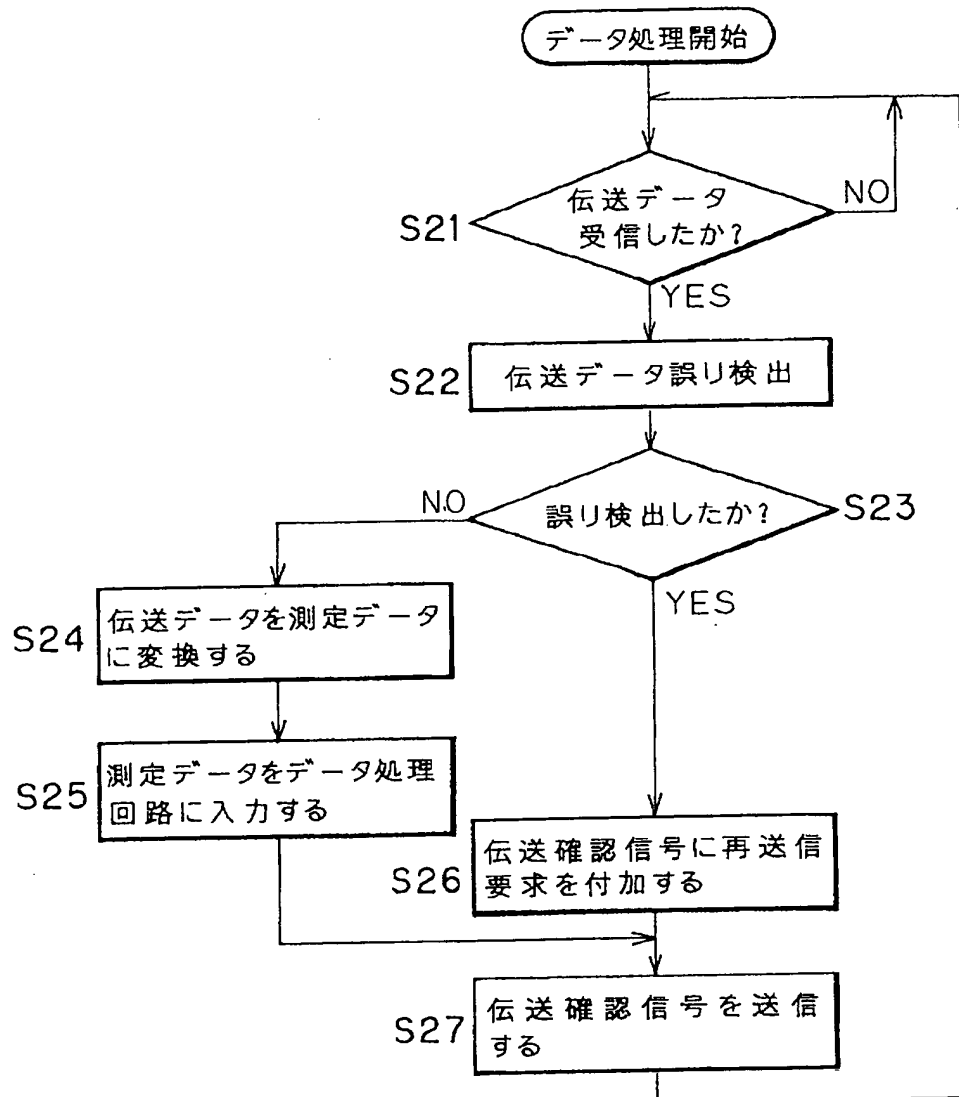 データ処理開始
S21
伝送データ
受信したか?
NO
YES
S22
伝送データ誤り検出
誤り検出したか?
S23
NO
YES
S24
伝送データを測定データ
に変換する
S25
測定データをデータ処理
回路に入力する
S26
伝送確認信号に再送信
要求を付加する
S27
伝送確認信号を送信
する